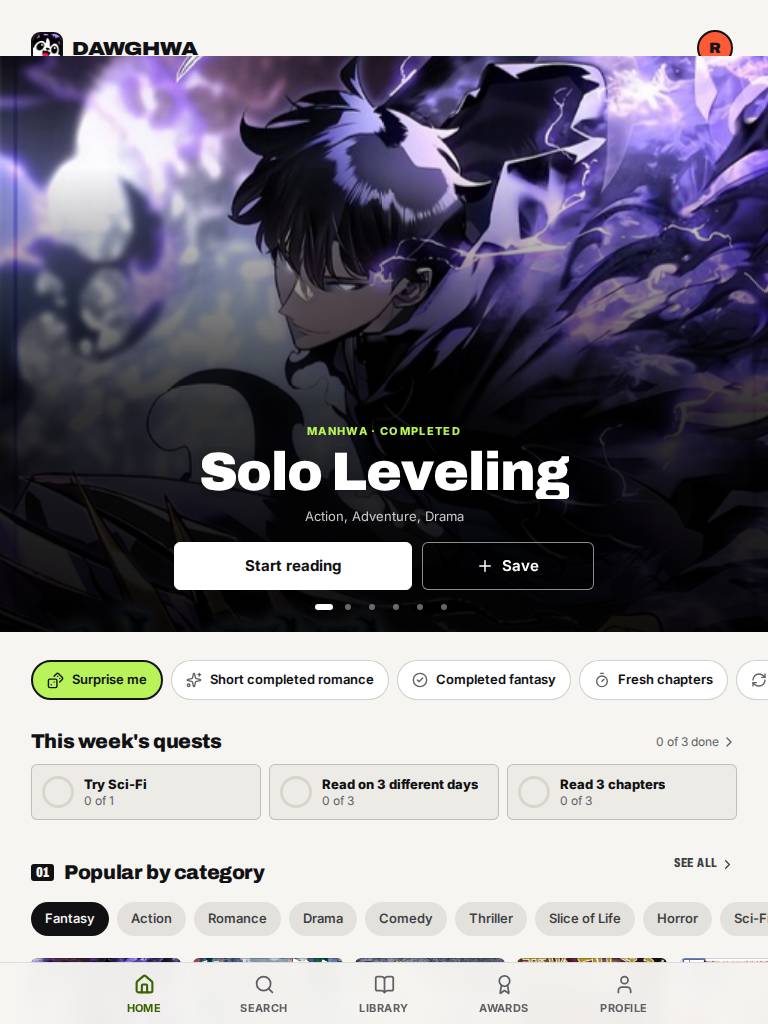 DAWGHWA
R
MANHWA · COMPLETED
Solo Leveling
Action, Adventure, Drama
Start reading
Save
Surprise me
Short completed romance
Completed fantasy
Fresh chapters
This week's quests
0 of 3 done
Try Sci-Fi
0 of 1
Read on 3 different days
0 of 3
Read 3 chapters
0 of 3
01 Popular by category
SEE ALL
Fantasy
Action
Romance
Drama
Comedy
Thriller
Slice of Life
Horror
Sci-F
HOME
SEARCH
LIBRARY
AWARDS
PROFILE